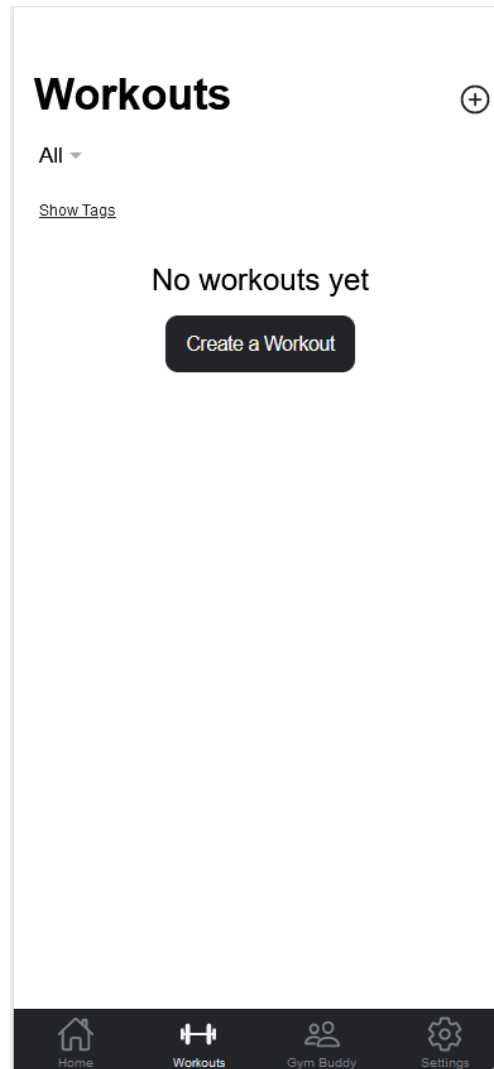 Workouts
All
Show Tags
No workouts yet
Create a Workout
Home Workouts Gym Buddy Settings